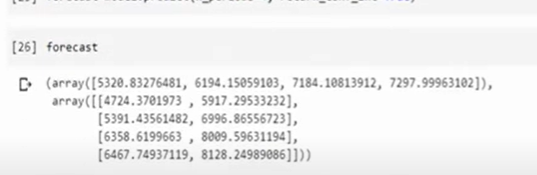 [26] forecast
(array([5320.83276481, 6194.15059103, 7184.10813912, 7297.99963102]),
array([[4724.3701973 , 5917.29533232],
[5391.43561482, 6996.86556723],
[6358.6199663 , 8009.59631194],
[6467.74937119, 8128.24989086]]))